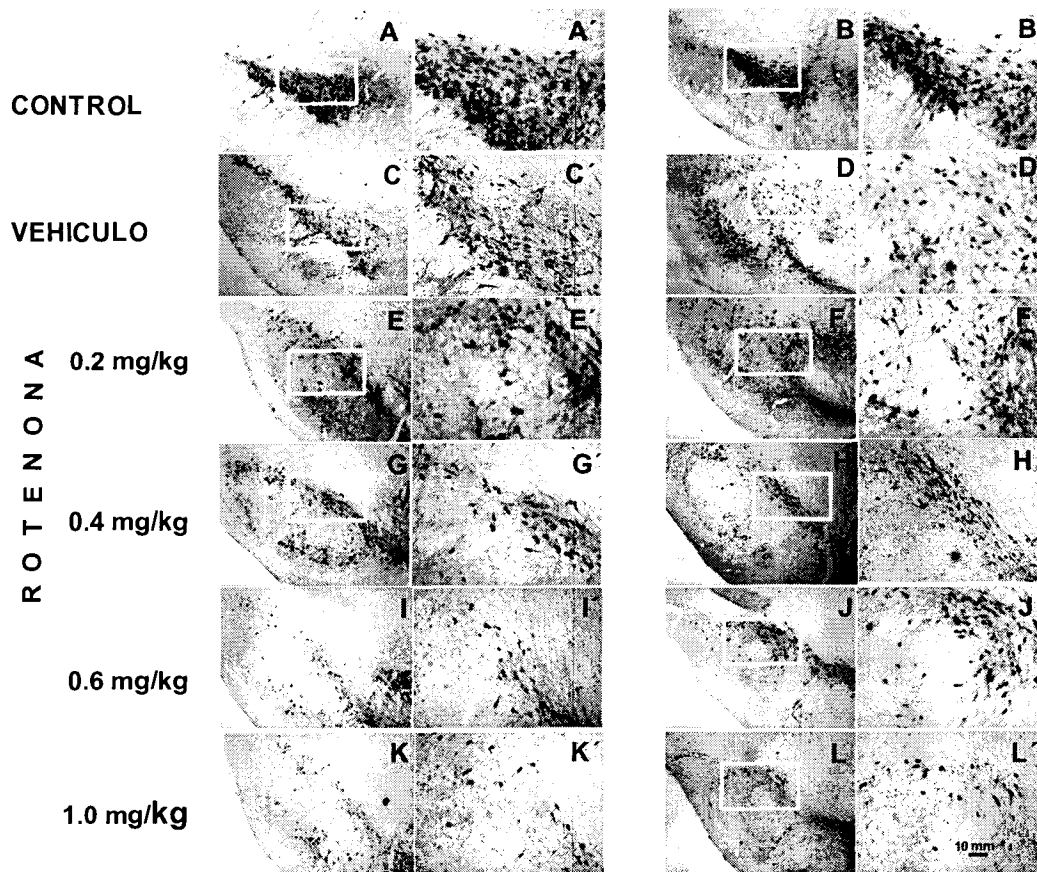 A A´ B B´
CONTROL
C C´ D D´
VEHICULO
E E´ F F´
0.2 mg/kg
G G´ H H´
0.4 mg/kg
ROTENONA
I I´ J J´
0.6 mg/kg
K K´ L L´
1.0 mg/kg
10 mm